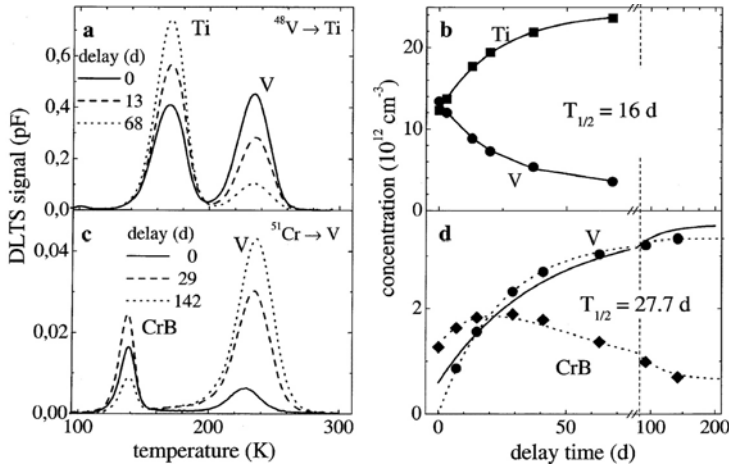 a
Ti
⁴⁸V → Ti
delay (d)
0
13
68
V
0,6
0,4
0,2
0,0
DLTS signal (pF)
c
⁵¹Cr → V
delay (d)
0
29
142
CrB
V
0,04
0,02
0,00
100
200
300
temperature (K)
b
Ti
T1/2 = 16 d
V
20
10
0
concentration (10¹² cm⁻³)
d
V
T1/2 = 27.7 d
CrB
2
0
0
50
100
200
delay time (d)